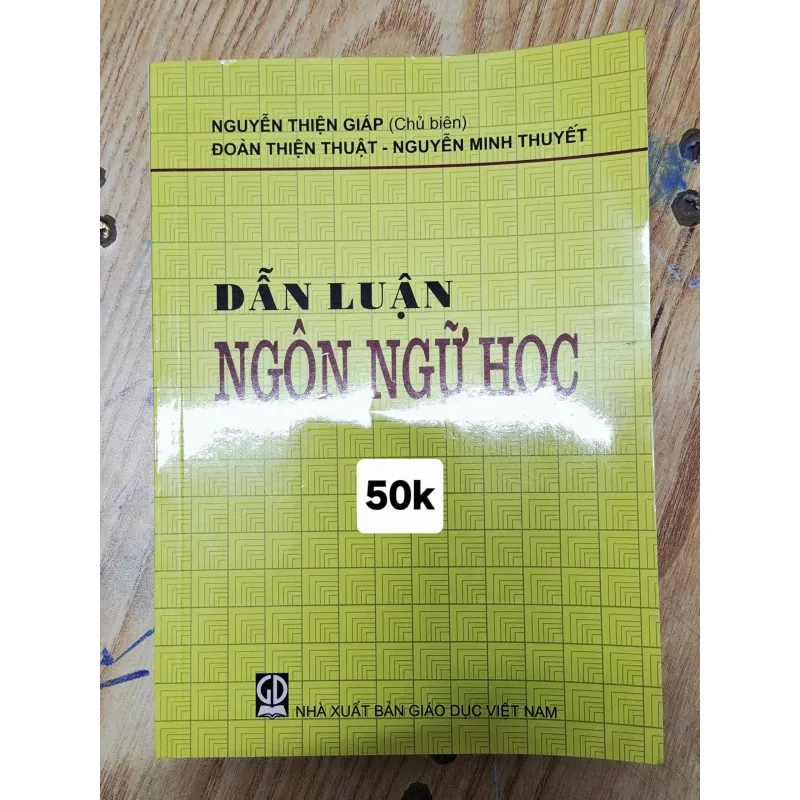 NGUYỄN THIỆN GIÁP (Chủ biên)
ĐOÀN THIỆN THUẬT - NGUYỄN MINH THUYẾT
DẪN LUẬN
NGÔN NGỮ HỌC
50k
GD
NHÀ XUẤT BẢN GIÁO DỤC VIỆT NAM